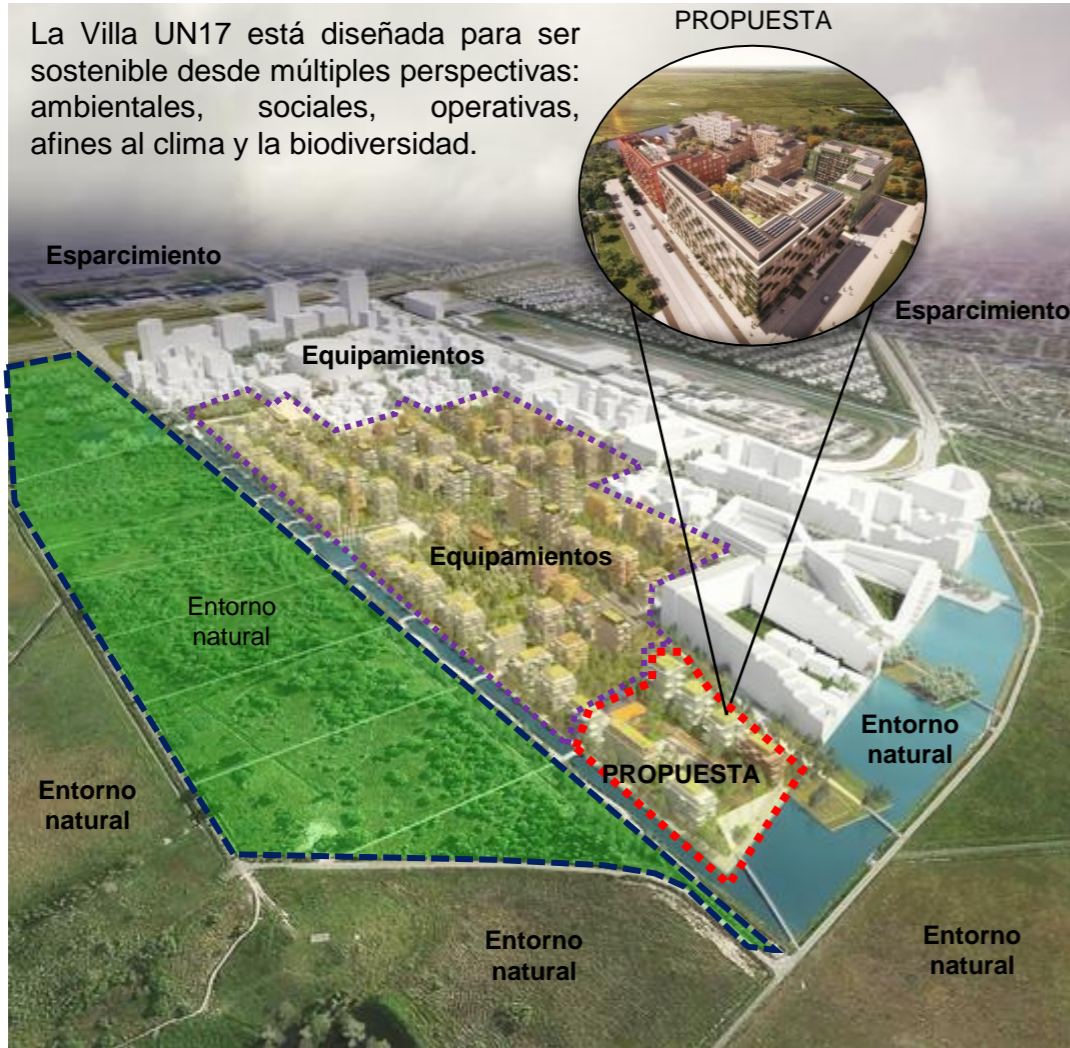 La Villa UN17 está diseñada para ser
sostenible desde múltiples perspectivas:
ambientales, sociales, operativas,
afines al clima y la biodiversidad.
PROPUESTA
Esparcimiento
Esparcimiento
Equipamientos
Equipamientos
Entorno
natural
PROPUESTA
Entorno
natural
Entorno
natural
Entorno
natural
Entorno
natural